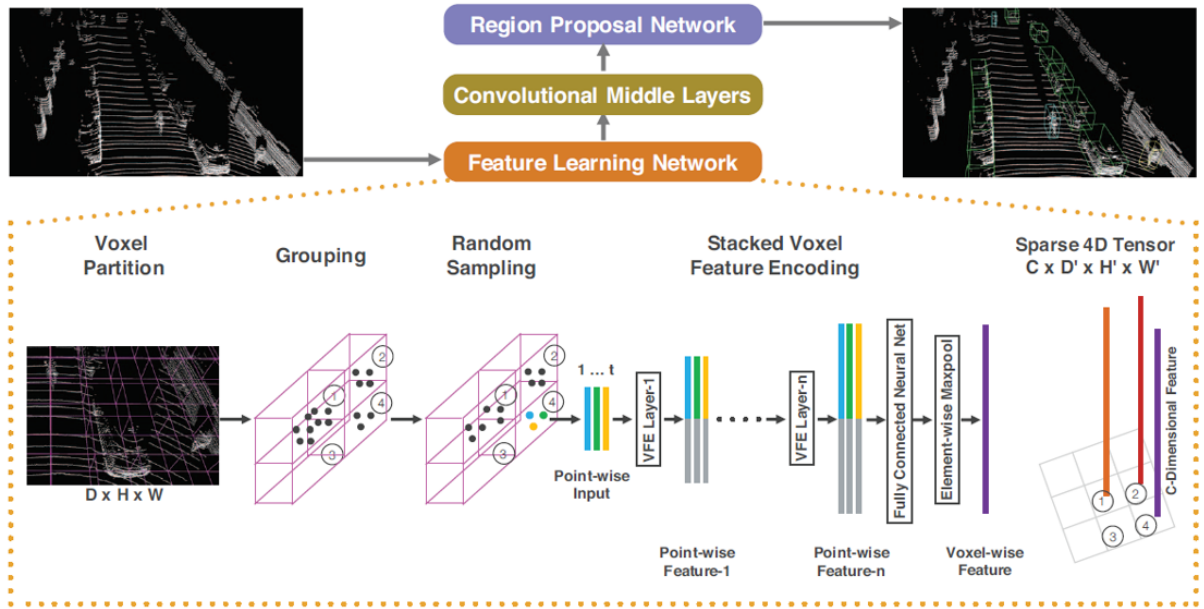 Region Proposal Network
Convolutional Middle Layers
Feature Learning Network
Voxel
Partition
Grouping
Random
Sampling
Stacked Voxel
Feature Encoding
Sparse 4D Tensor
C x D' x H' x W'
D x H x W
1
2
3
4
1
2
3
4
1 ... t
Point-wise
Input
VFE Layer-1
Point-wise
Feature-1
VFE Layer-n
Point-wise
Feature-n
Fully Connected Neural Net
Element-wise Maxpool
Voxel-wise
Feature
C-Dimensional Feature
1
2
3
4